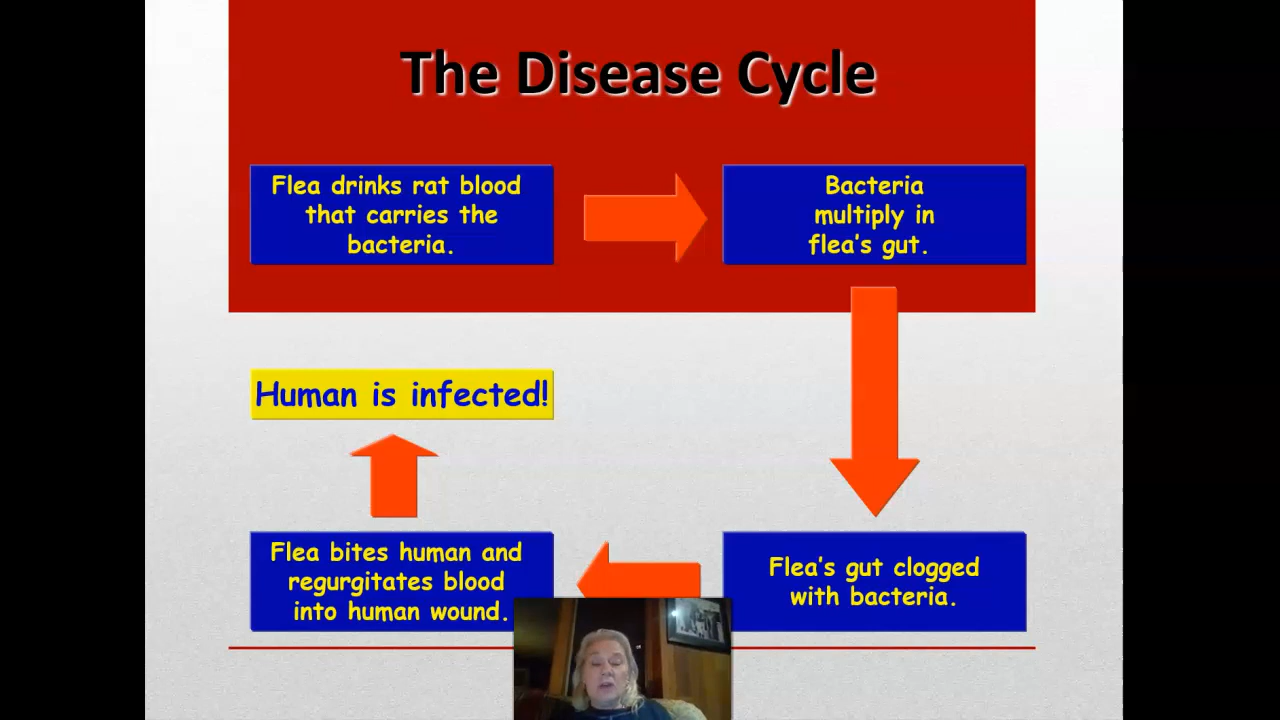 The Disease Cycle
Flea drinks rat blood
that carries the
bacteria.
Bacteria
multiply in
flea's gut.
Flea's gut clogged
with bacteria.
Flea bites human and
regurgitates blood
into human wound.
Human is infected!